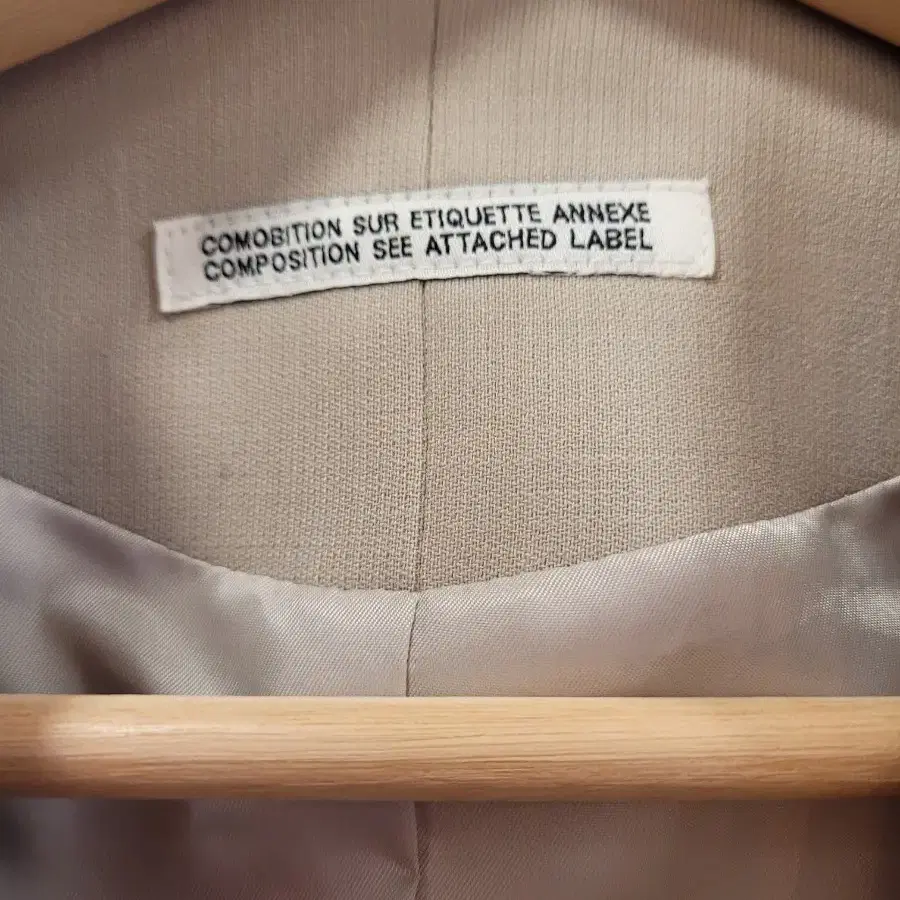 COMOBITION SUR ETIQUETTE ANNEXE
COMPOSITION SEE ATTACHED LABEL